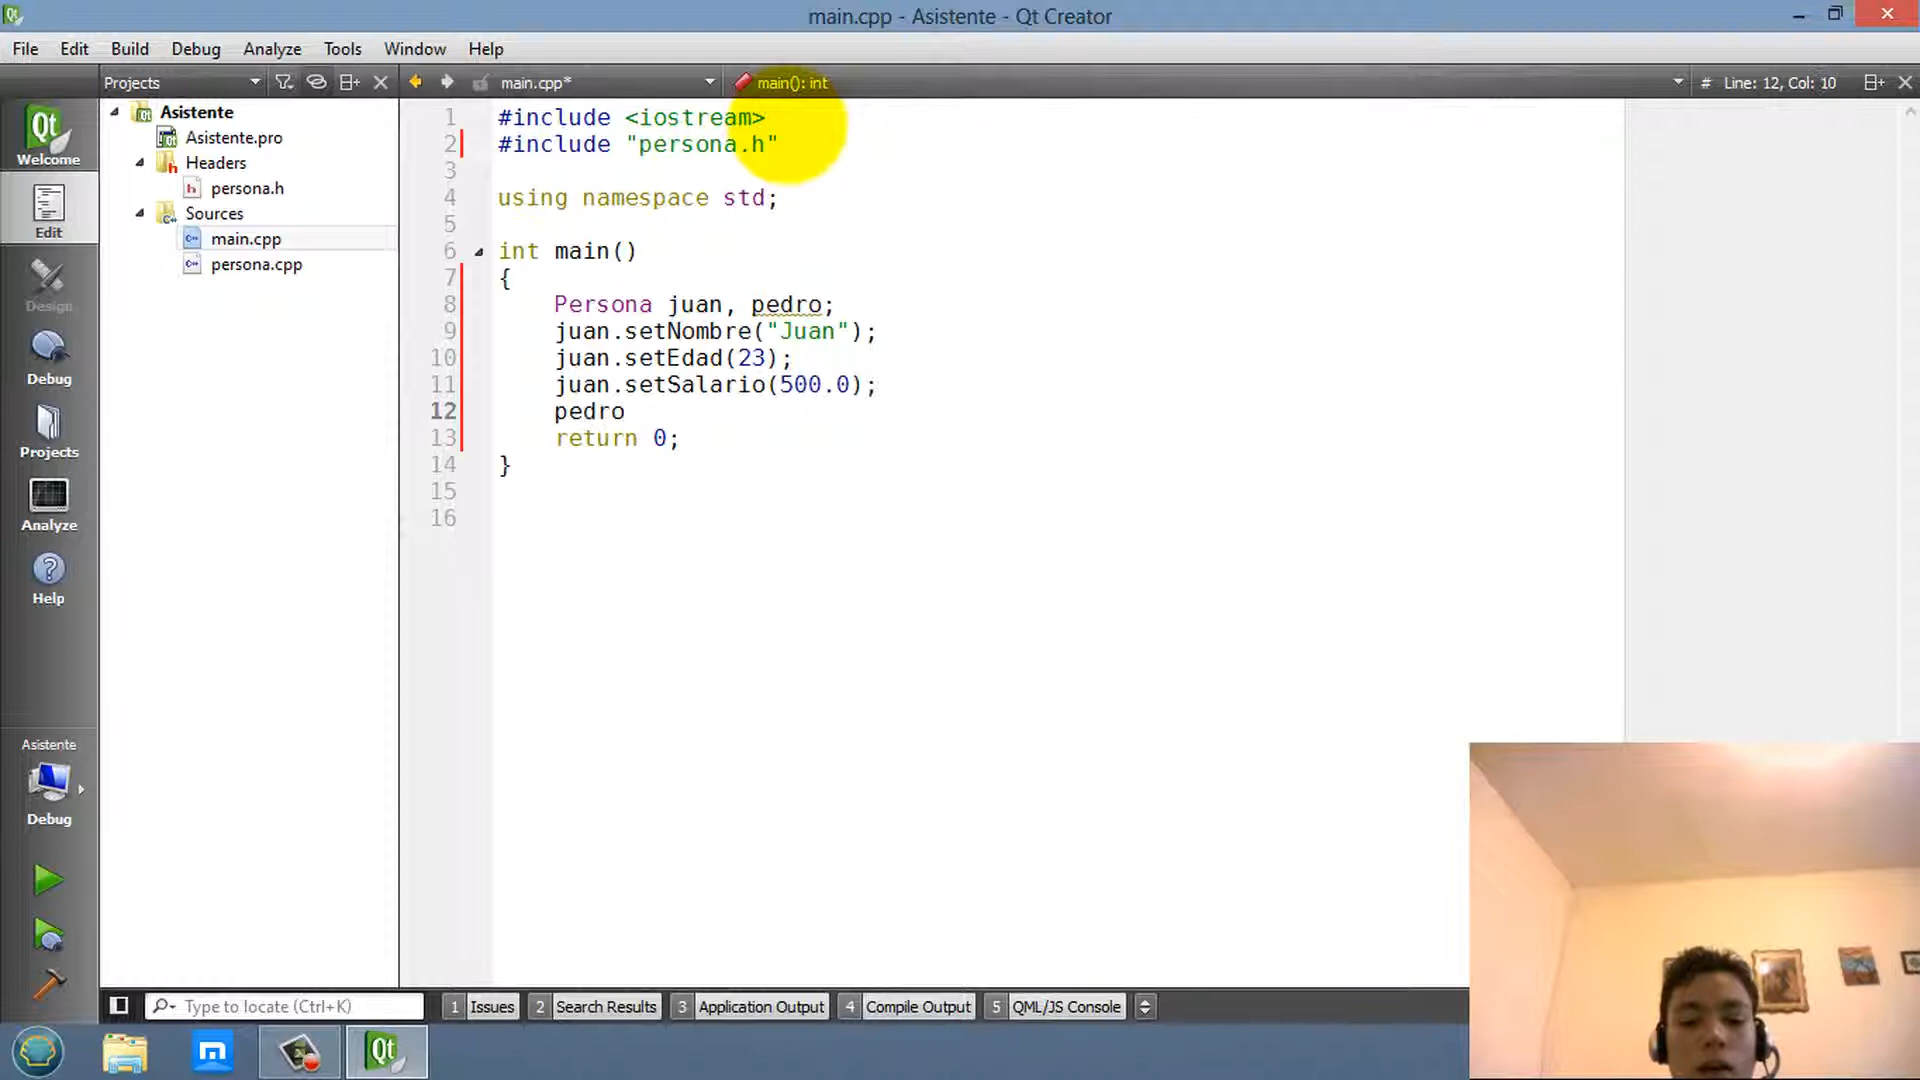 main.cpp - Asistente - Qt Creator
File Edit Build Debug Analyze Tools Window Help
Projects main.cpp* main(): int # Line: 12, Col: 10
Welcome
Edit
Design
Debug
Projects
Analyze
Help
Asistente
Debug
Asistente
Asistente.pro
Headers
persona.h
Sources
main.cpp
persona.cpp
1 #include <iostream>
2 #include "persona.h"
3
4 using namespace std;
5
6 int main()
7 {
8 Persona juan, pedro;
9 juan.setNombre("Juan");
10 juan.setEdad(23);
11 juan.setSalario(500.0);
12 pedro
13 return 0;
14 }
15
16
Type to locate (Ctrl+K) 1 Issues 2 Search Results 3 Application Output 4 Compile Output 5 QML/JS Console